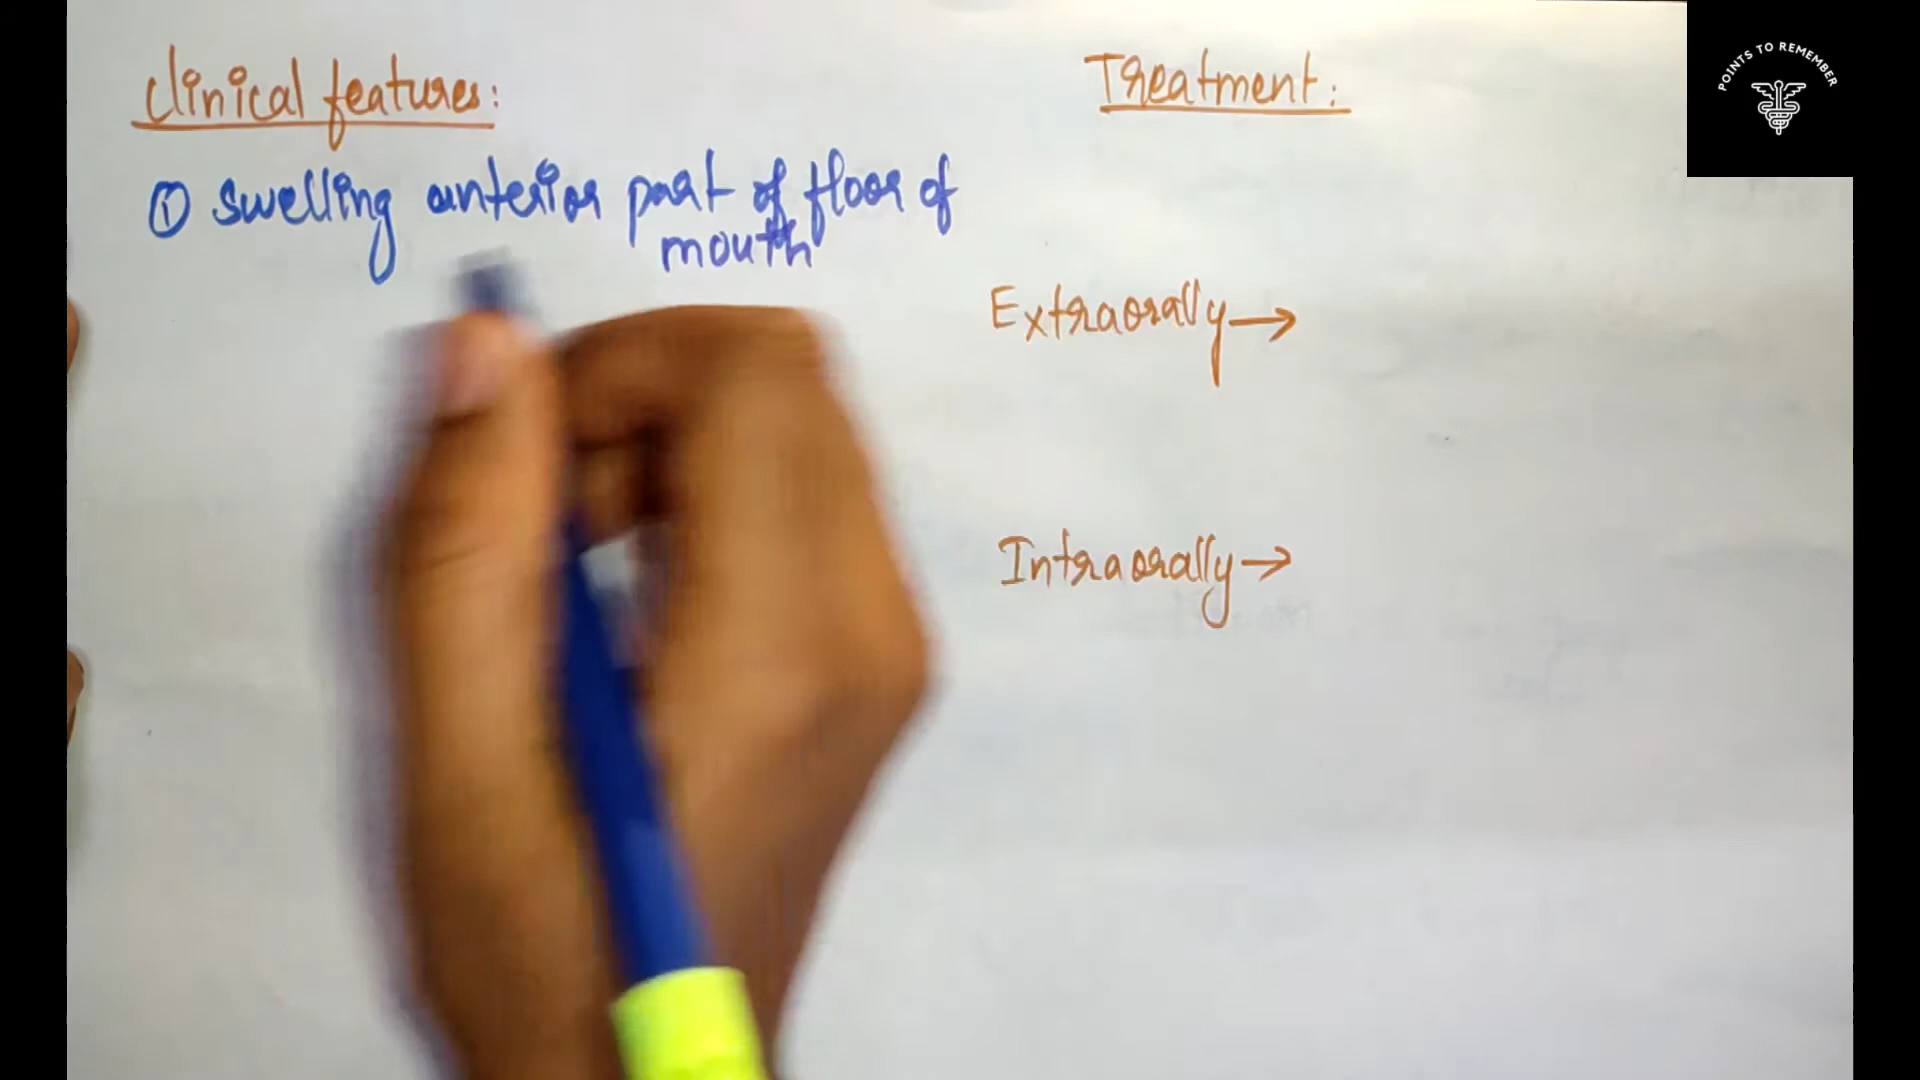 Clinical features:
① swelling anterior part of floor of
mouth
Treatment:
Extraorally →
Intraorally →
POINTS TO REMEMBER